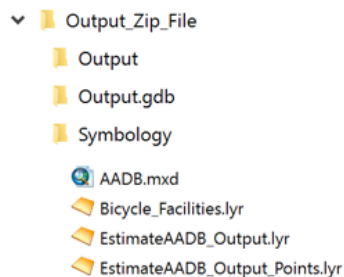 Output_Zip_File
Output
Output.gdb
Symbology
AADB.mxd
Bicycle_Facilities.lyr
EstimateAADB_Output.lyr
EstimateAADB_Output_Points.lyr